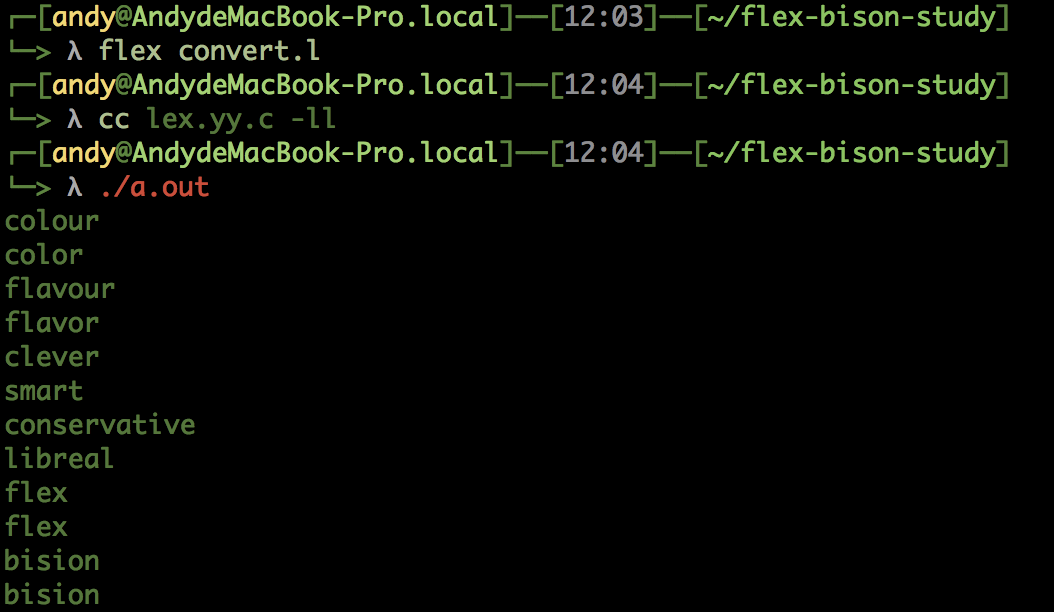 ┌─[andy@AndydeMacBook-Pro.local]──[12:03]──[~/flex-bison-study]
└─> λ flex convert.l
┌─[andy@AndydeMacBook-Pro.local]──[12:04]──[~/flex-bison-study]
└─> λ cc lex.yy.c -ll
┌─[andy@AndydeMacBook-Pro.local]──[12:04]──[~/flex-bison-study]
└─> λ ./a.out
colour
color
flavour
flavor
clever
smart
conservative
libreal
flex
flex
bision
bision